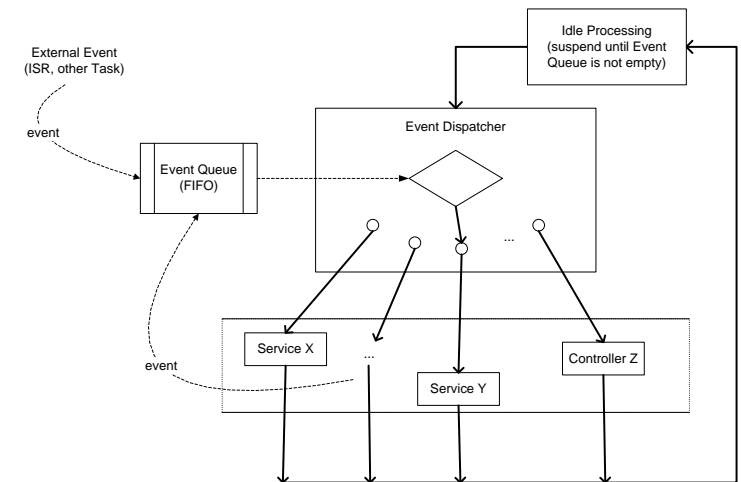 Idle Processing
(suspend until Event
Queue is not empty)
External Event
(ISR, other Task)
event
Event Dispatcher
Event Queue
(FIFO)
...
Service X
...
Service Y
Controller Z
event